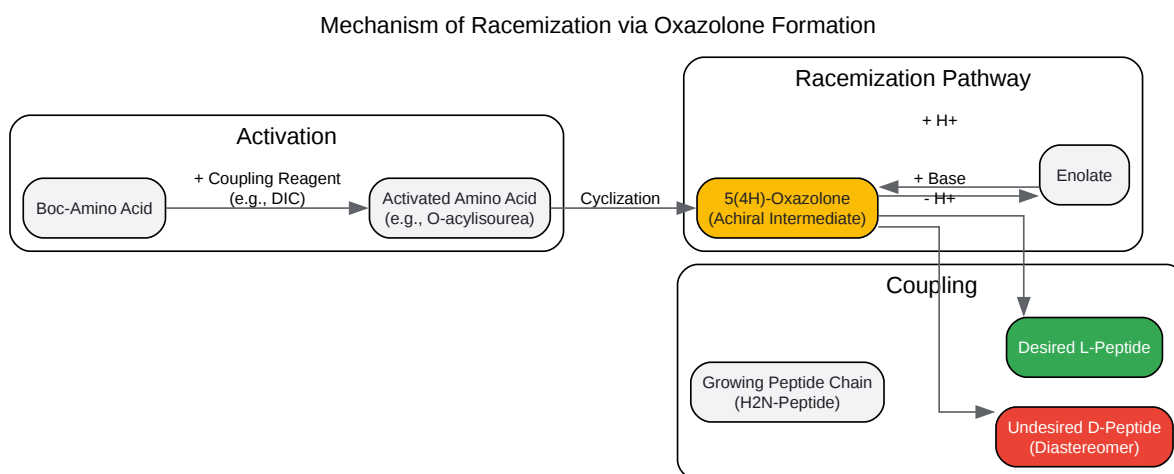 Mechanism of Racemization via Oxazolone Formation
Racemization Pathway
Activation
+ H+
+ Coupling Reagent
(e.g., DIC)
Boc-Amino Acid
Activated Amino Acid
(e.g., O-acylisourea)
Cyclization
5(4H)-Oxazolone
(Achiral Intermediate)
+ Base
- H+
Enolate
Coupling
Desired L-Peptide
Growing Peptide Chain
(H2N-Peptide)
Undesired D-Peptide
(Diastereomer)